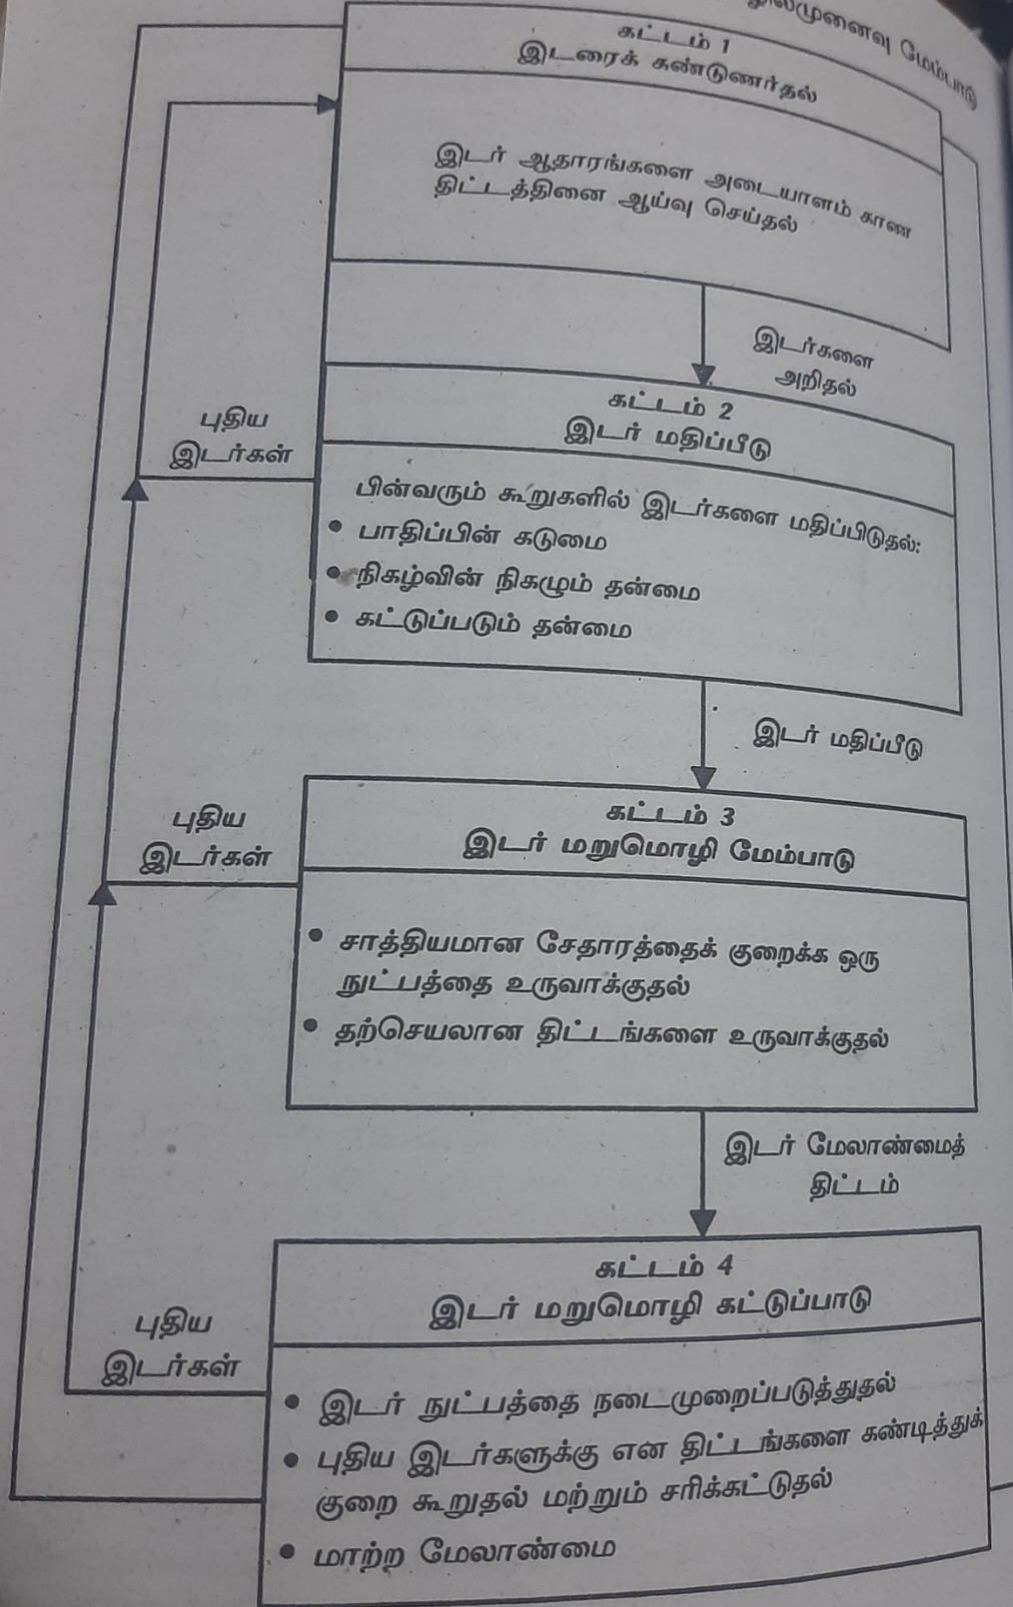 முனைவு மேம்பாடு
கட்டம் 1
இடரைக் கண்டுணர்தல்
இடர் ஆதாரங்களை அடையாளம் காண
திட்டத்தினை ஆய்வு செய்தல்
இடர்களை
அறிதல்
கட்டம் 2
இடர் மதிப்பீடு
புதிய
இடர்கள்
பின்வரும் கூறுகளில் இடர்களை மதிப்பிடுதல்:
• பாதிப்பின் கடுமை
• நிகழ்வின் நிகழும் தன்மை
• கட்டுப்படும் தன்மை
இடர் மதிப்பீடு
கட்டம் 3
இடர் மறுமொழி மேம்பாடு
புதிய
இடர்கள்
• சாத்தியமான சேதாரத்தைக் குறைக்க ஒரு
நுட்பத்தை உருவாக்குதல்
• தற்செயலான திட்டங்களை உருவாக்குதல்
இடர் மேலாண்மைத்
திட்டம்
கட்டம் 4
இடர் மறுமொழி கட்டுப்பாடு
புதிய
இடர்கள்
• இடர் நுட்பத்தை நடைமுறைப்படுத்துதல்
• புதிய இடர்களுக்கு என திட்டங்களை கண்டித்துக்
குறை கூறுதல் மற்றும் சரிக்கட்டுதல்
• மாற்ற மேலாண்மை